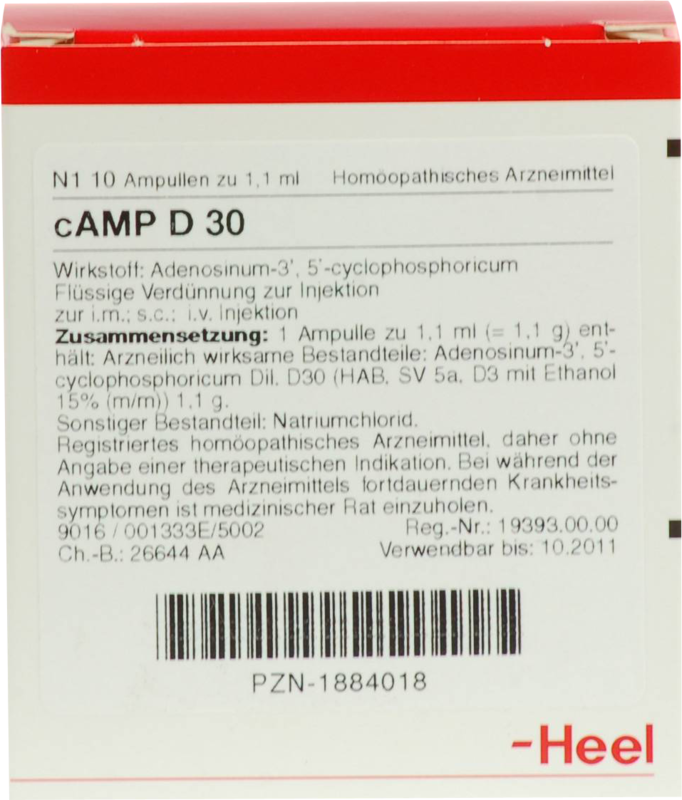 N1 10 Ampullen zu 1,1 ml Homöopathisches Arzneimittel
cAMP D 30
Wirkstoff: Adenosinum-3', 5'-cyclophosphoricum
Flüssige Verdünnung zur Injektion
zur i.m.; s.c.; i.v. Injektion
Zusammensetzung: 1 Ampulle zu 1,1 ml (= 1,1 g) ent-
hält: Arzneilich wirksame Bestandteile: Adenosinum-3', 5'-
cyclophosphoricum Dil. D30 (HAB, SV 5a, D3 mit Ethanol
15% (m/m)) 1,1 g.
Sonstiger Bestandteil: Natriumchlorid.
Registriertes homöopathisches Arzneimittel, daher ohne
Angabe einer therapeutischen Indikation. Bei während der
Anwendung des Arzneimittels fortdauernden Krankheits-
symptomen ist medizinischer Rat einzuholen.
9016 / 001333E/5002 Reg.-Nr.: 19393.00.00
Ch.-B.: 26644 AA Verwendbar bis: 10.2011
PZN-1884018
-Heel